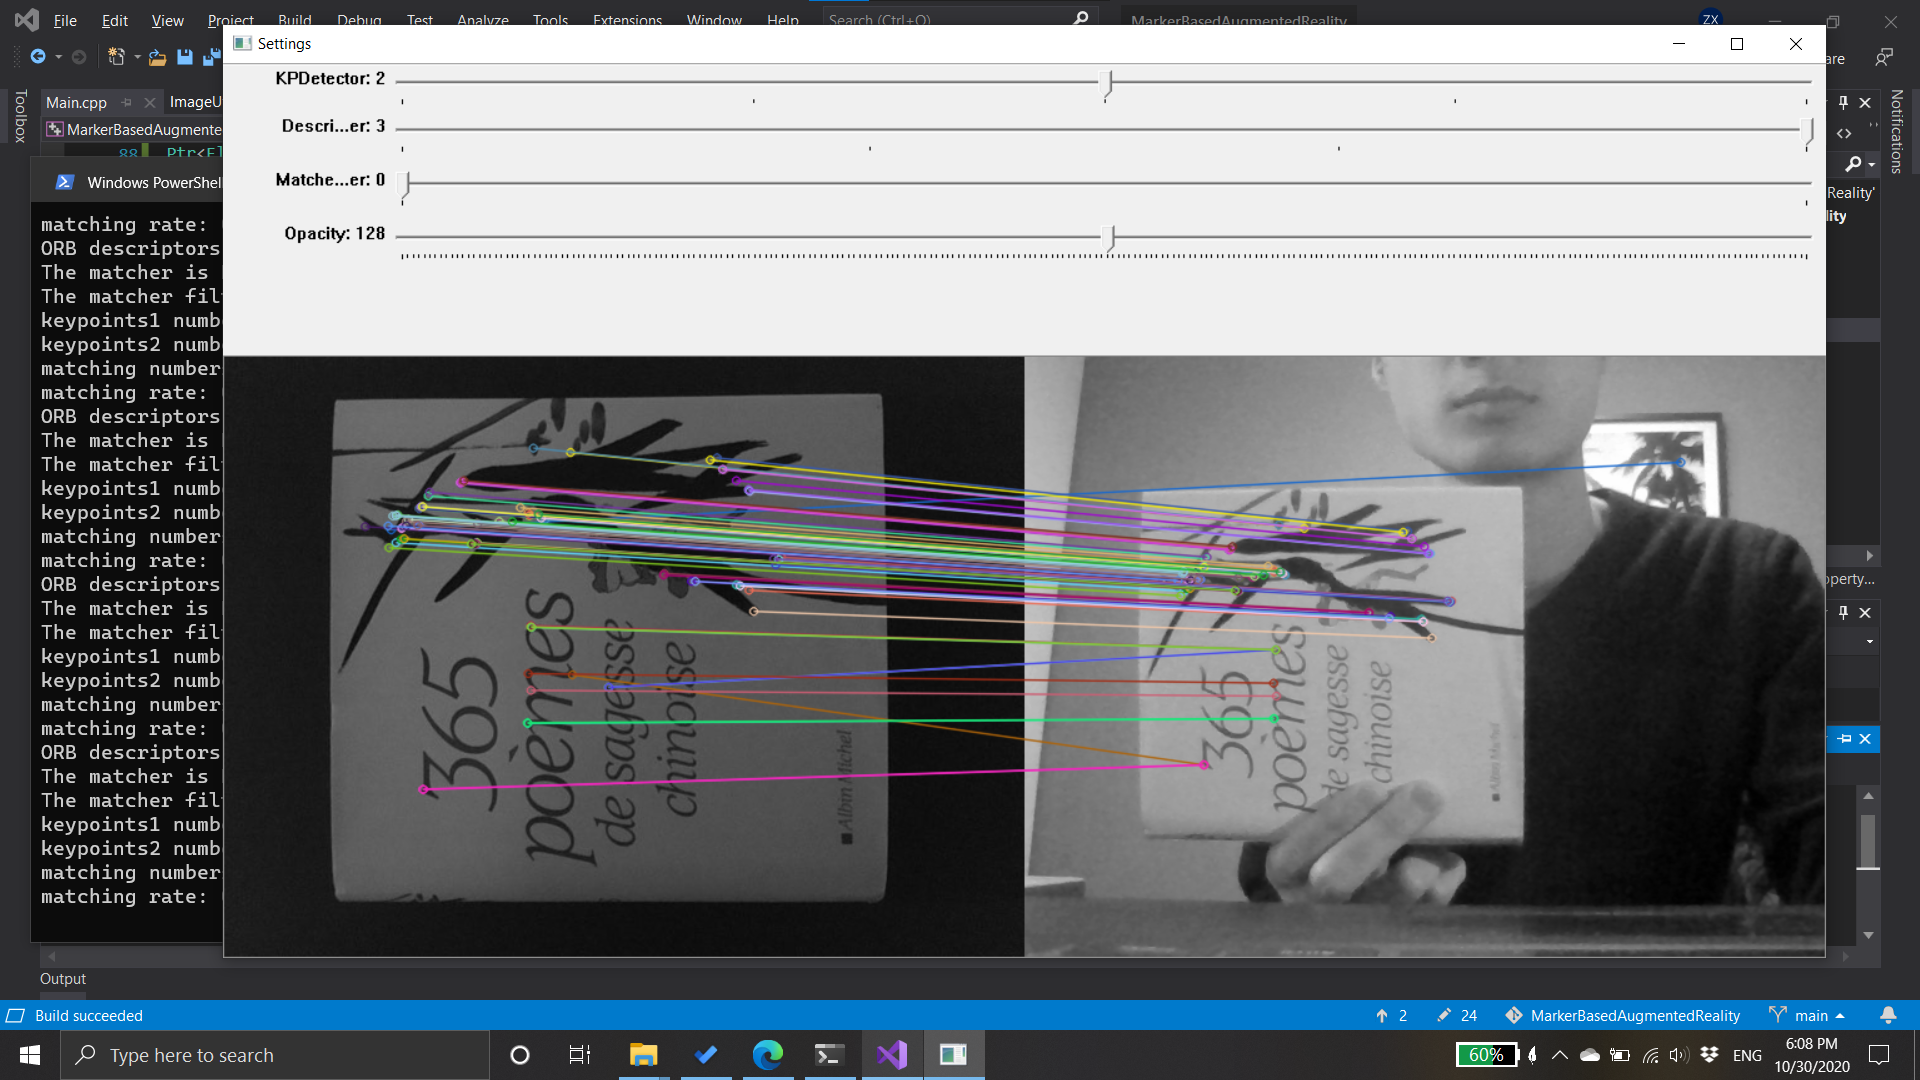 File Edit View Project Build Debug Test Analyze Tools Extensions Window Help
Search (Ctrl+Q)
MarkerBasedAugmentedReality
ZX
Settings
KPDetector: 2
Descri...er: 3
Matche...er: 0
Opacity: 128
Toolbox
Main.cpp
ImageU
MarkerBasedAugmente
88 Ptr<
Windows PowerShell
matching rate:
ORB descriptors
The matcher is
The matcher fil
keypoints1 numb
keypoints2 numb
matching number
matching rate:
ORB descriptors
The matcher is
The matcher fil
keypoints1 numb
keypoints2 numb
matching number
matching rate:
ORB descriptors
The matcher is
The matcher fil
keypoints1 numb
keypoints2 numb
matching number
matching rate:
ORB descriptors
The matcher is
The matcher fil
keypoints1 numb
keypoints2 numb
matching number
matching rate:
365
poèmes
de sagesse
chinoise
Albin Michel
365
poèmes
de sagesse
chinoise
Albin Michel
are
Notifications
Reality'
lity
operty...
Output
Build succeeded
2
24
MarkerBasedAugmentedReality
main
Type here to search
60%
ENG
6:08 PM
10/30/2020